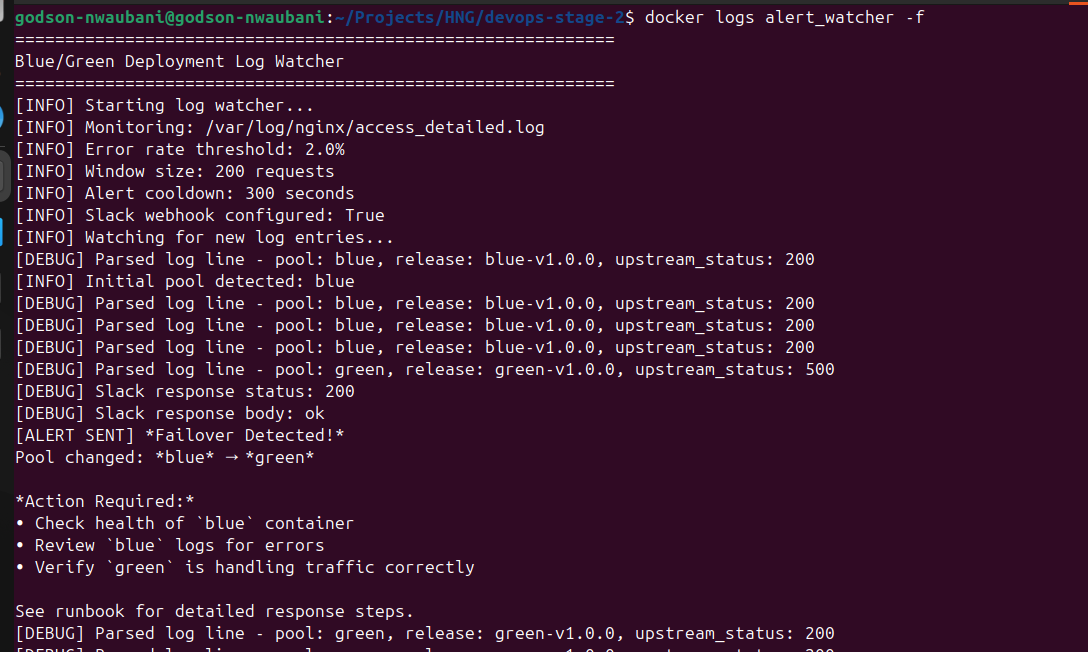 godson-nwaubani@godson-nwaubani:~/Projects/HNG/devops-stage-2$ docker logs alert_watcher -f
============================================================
Blue/Green Deployment Log Watcher
============================================================
[INFO] Starting log watcher...
[INFO] Monitoring: /var/log/nginx/access_detailed.log
[INFO] Error rate threshold: 2.0%
[INFO] Window size: 200 requests
[INFO] Alert cooldown: 300 seconds
[INFO] Slack webhook configured: True
[INFO] Watching for new log entries...
[DEBUG] Parsed log line - pool: blue, release: blue-v1.0.0, upstream_status: 200
[INFO] Initial pool detected: blue
[DEBUG] Parsed log line - pool: blue, release: blue-v1.0.0, upstream_status: 200
[DEBUG] Parsed log line - pool: blue, release: blue-v1.0.0, upstream_status: 200
[DEBUG] Parsed log line - pool: blue, release: blue-v1.0.0, upstream_status: 200
[DEBUG] Parsed log line - pool: green, release: green-v1.0.0, upstream_status: 500
[DEBUG] Slack response status: 200
[DEBUG] Slack response body: ok
[ALERT SENT] *Failover Detected!*
Pool changed: *blue* → *green*
*Action Required:*
• Check health of `blue` container
• Review `blue` logs for errors
• Verify `green` is handling traffic correctly
See runbook for detailed response steps.
[DEBUG] Parsed log line - pool: green, release: green-v1.0.0, upstream_status: 200